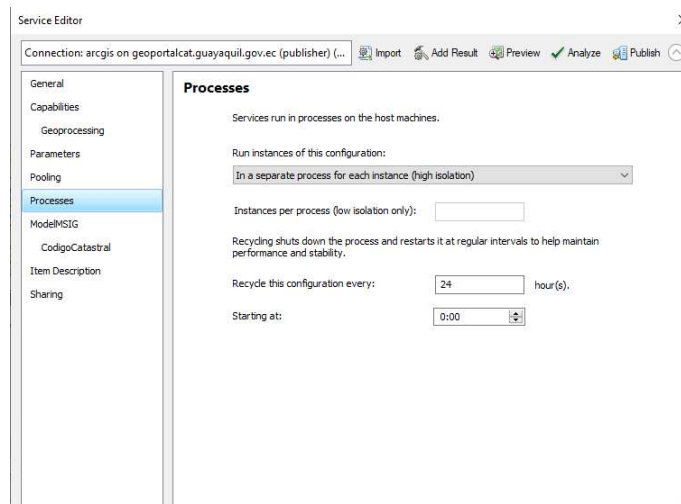 Service Editor
Connection: arcgis on geoportalcat.guayaquil.gov.ec (publisher) (... Import Add Result Preview Analyze Publish
General
Capabilities
Geoprocessing
Parameters
Pooling
Processes
ModelMSIG
CodigoCatastral
Item Description
Sharing
Processes
Services run in processes on the host machines.
Run instances of this configuration:
In a separate process for each instance (high isolation)
Instances per process (low isolation only):
Recycling shuts down the process and restarts it at regular intervals to help maintain
performance and stability.
Recycle this configuration every: 24 hour(s).
Starting at: 0:00